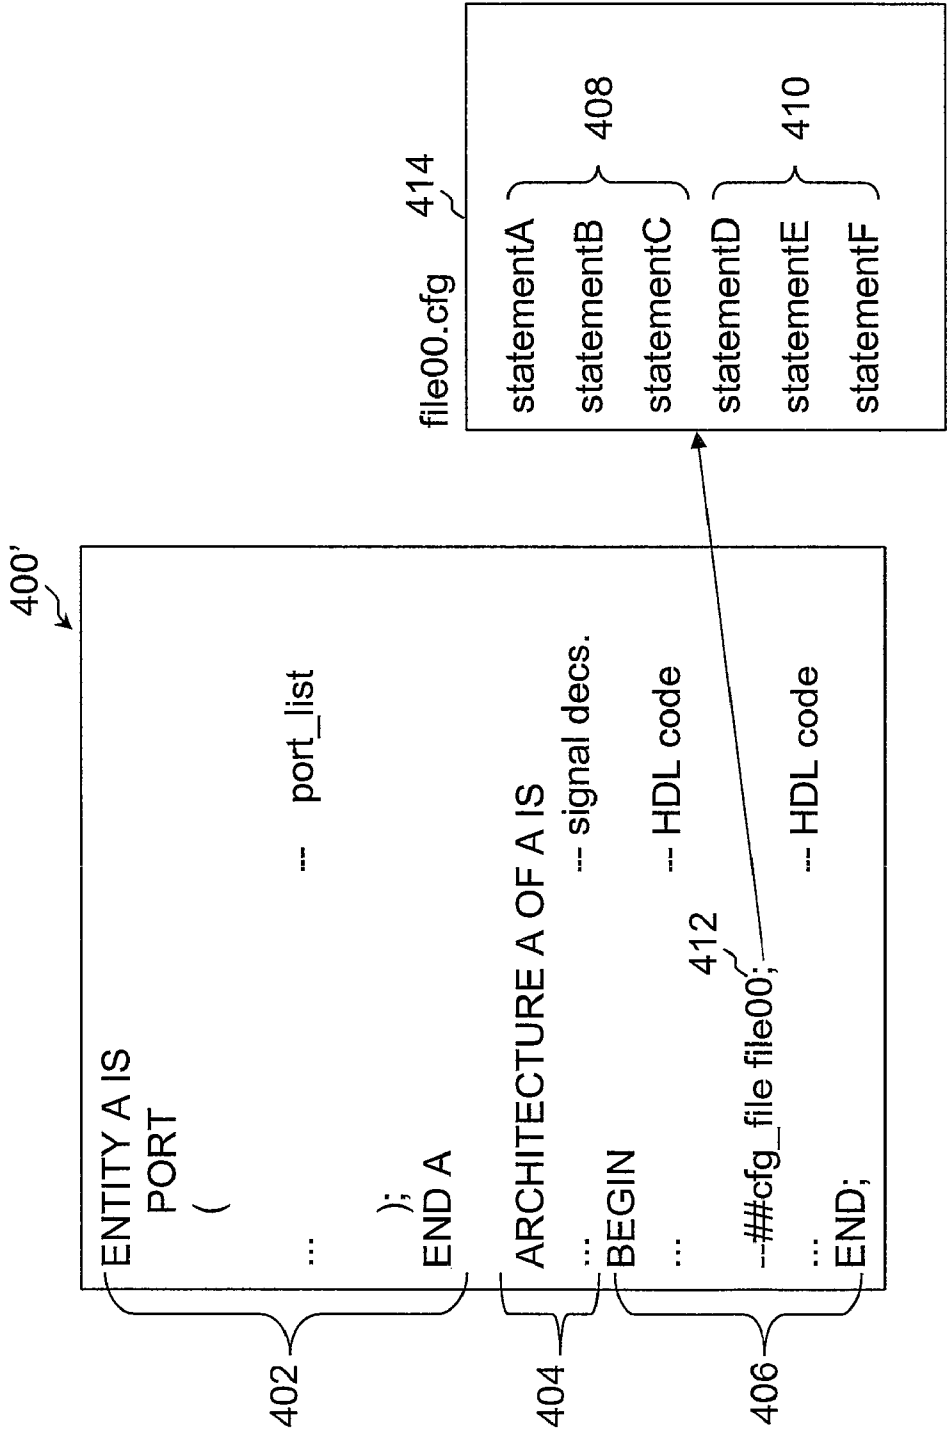 400'
ENTITY A IS
PORT
(
... --- port_list
);
END A
ARCHITECTURE A OF A IS
... --- signal decs.
BEGIN
... --- HDL code
412
--##cfg_file file00;
... --- HDL code
END;
402
404
406
file00.cfg
414
statementA
statementB
statementC
408
statementD
statementE
statementF
410